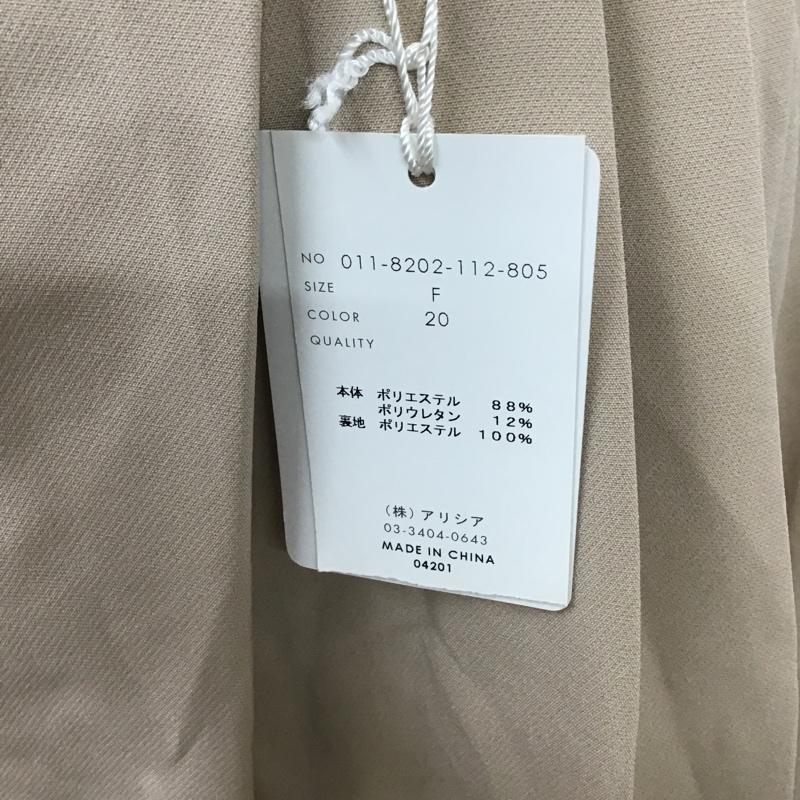 NO 011-8202-112-805
SIZE F
COLOR 20
QUALITY
本体 ポリエステル 88%
ポリウレタン 12%
裏地 ポリエステル 100%
(株)アリシア
03-3404-0643
MADE IN CHINA
04201